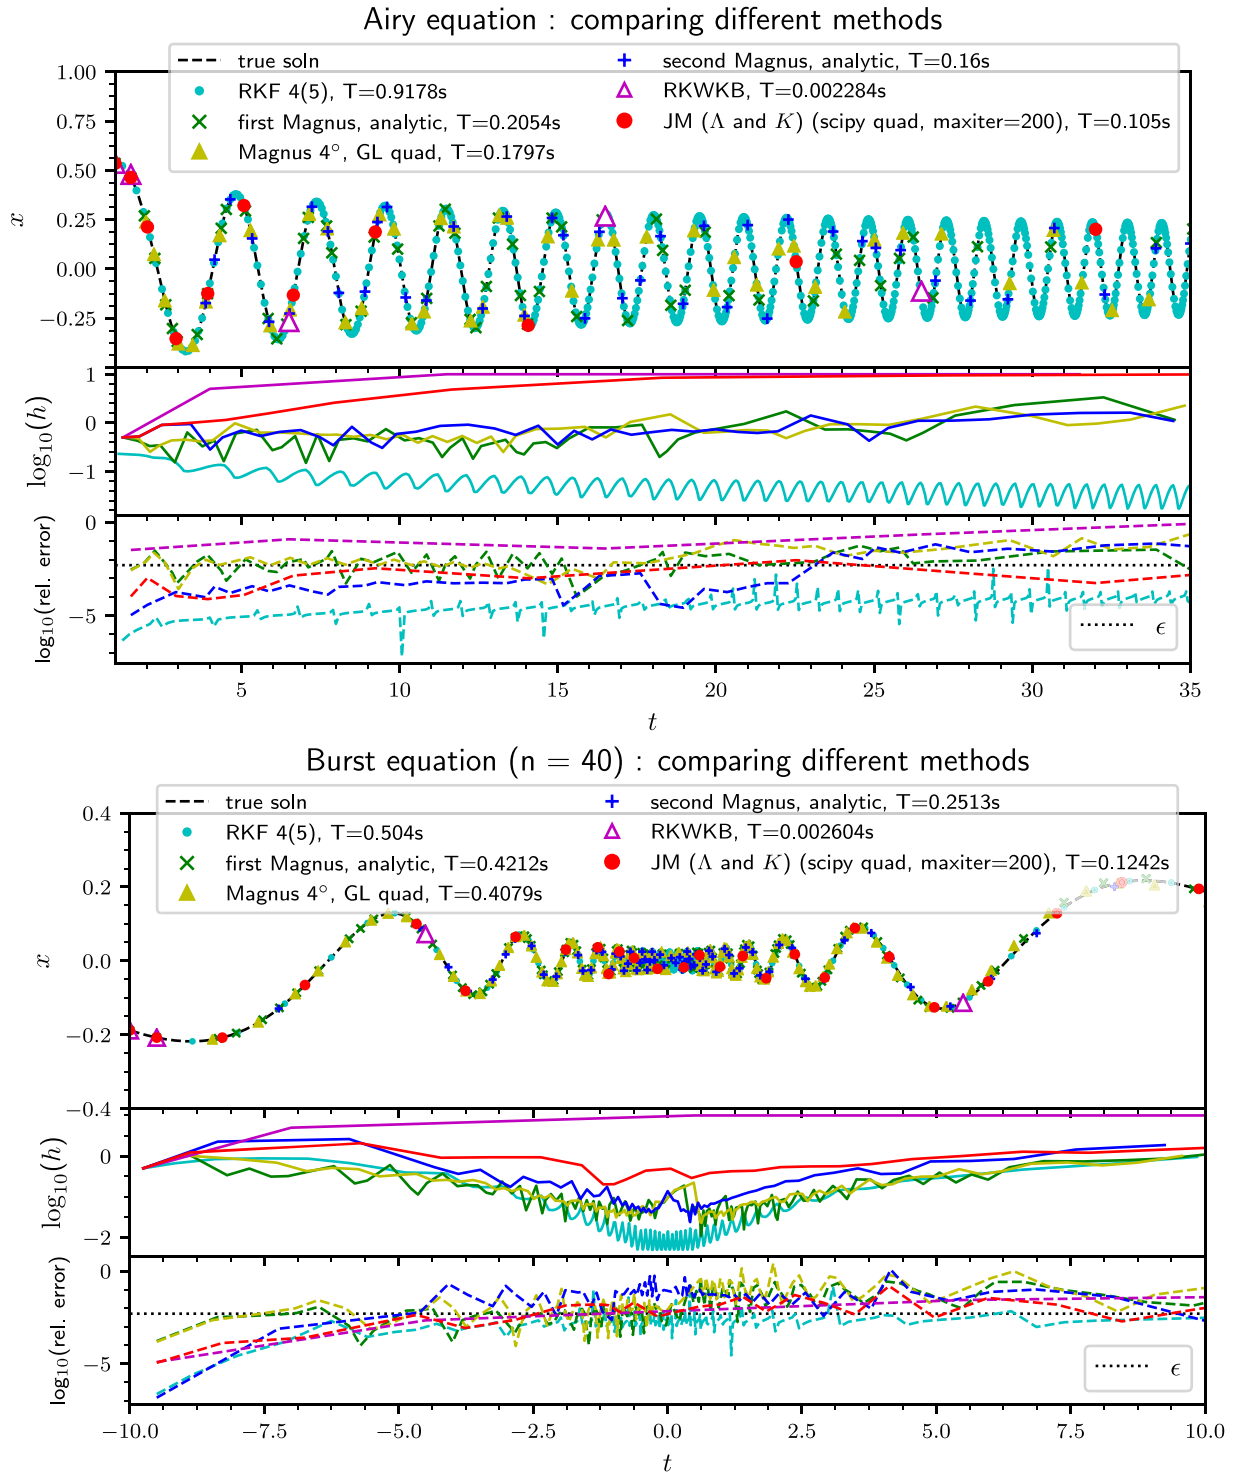 Airy equation : comparing different methods
true soln
RKF 4(5), T=0.9178s
first Magnus, analytic, T=0.2054s
Magnus 4°, GL quad, T=0.1797s
second Magnus, analytic, T=0.16s
RKWKB, T=0.002284s
JM (Λ and K) (scipy quad, maxiter=200), T=0.105s
1.00
0.75
0.50
0.25
0.00
−0.25
x
1
0
−1
log₁₀(h)
0
−5
log₁₀(rel. error)
ϵ
5 10 15 20 25 30 35
t
Burst equation (n = 40) : comparing different methods
true soln
RKF 4(5), T=0.504s
first Magnus, analytic, T=0.4212s
Magnus 4°, GL quad, T=0.4079s
second Magnus, analytic, T=0.2513s
RKWKB, T=0.002604s
JM (Λ and K) (scipy quad, maxiter=200), T=0.1242s
0.4
0.2
0.0
−0.2
−0.4
x
0
−2
log₁₀(h)
0
−5
log₁₀(rel. error)
ϵ
−10.0 −7.5 −5.0 −2.5 0.0 2.5 5.0 7.5 10.0
t